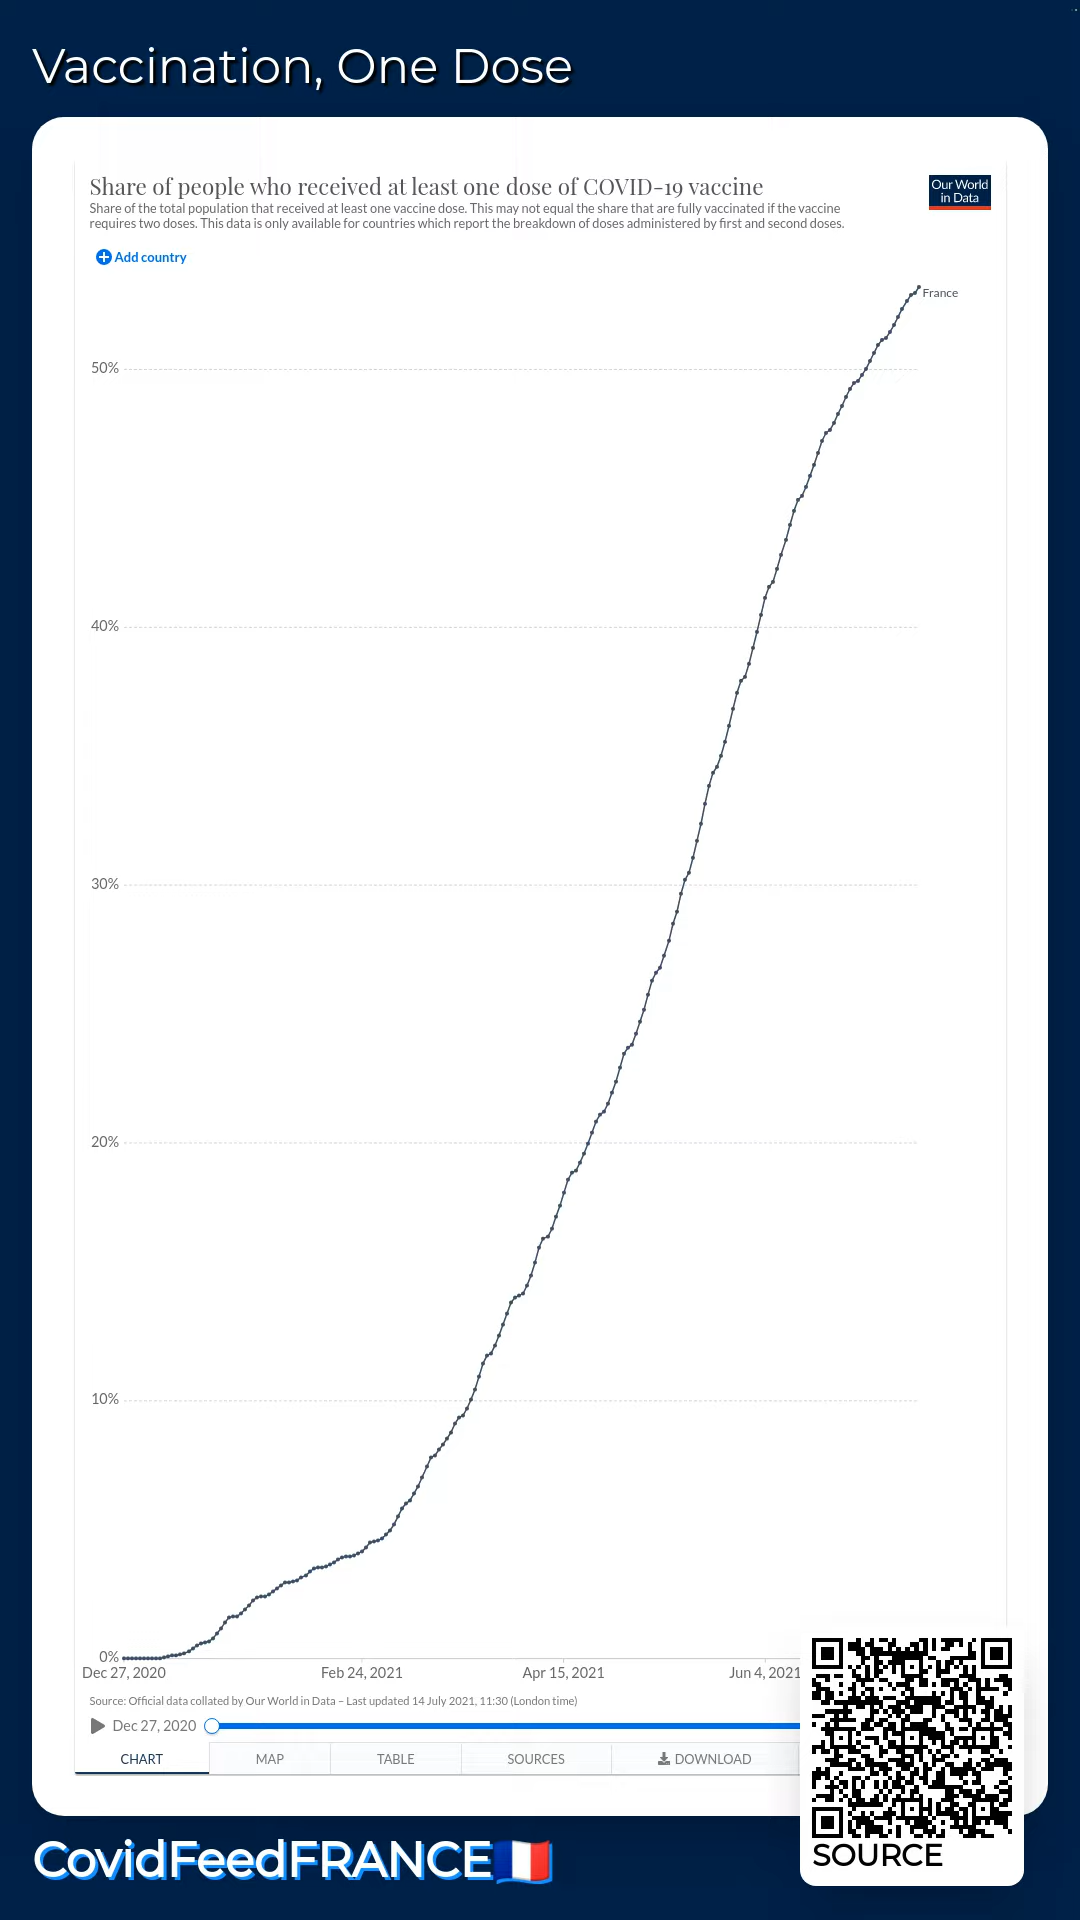 Vaccination, One Dose
Share of people who received at least one dose of COVID-19 vaccine
Our World
in Data
Share of the total population that received at least one vaccine dose. This may not equal the share that are fully vaccinated if the vaccine
requires two doses. This data is only available for countries which report the breakdown of doses administered by first and second doses.
Add country
France
50%
40%
30%
20%
10%
0%
Dec 27, 2020
Feb 24, 2021
Apr 15, 2021
Jun 4, 2021
Source: Official data collated by Our World in Data – Last updated 14 July 2021, 11:30 (London time)
Dec 27, 2020
CHART
MAP
TABLE
SOURCES
DOWNLOAD
SOURCE
CovidFeedFRANCE